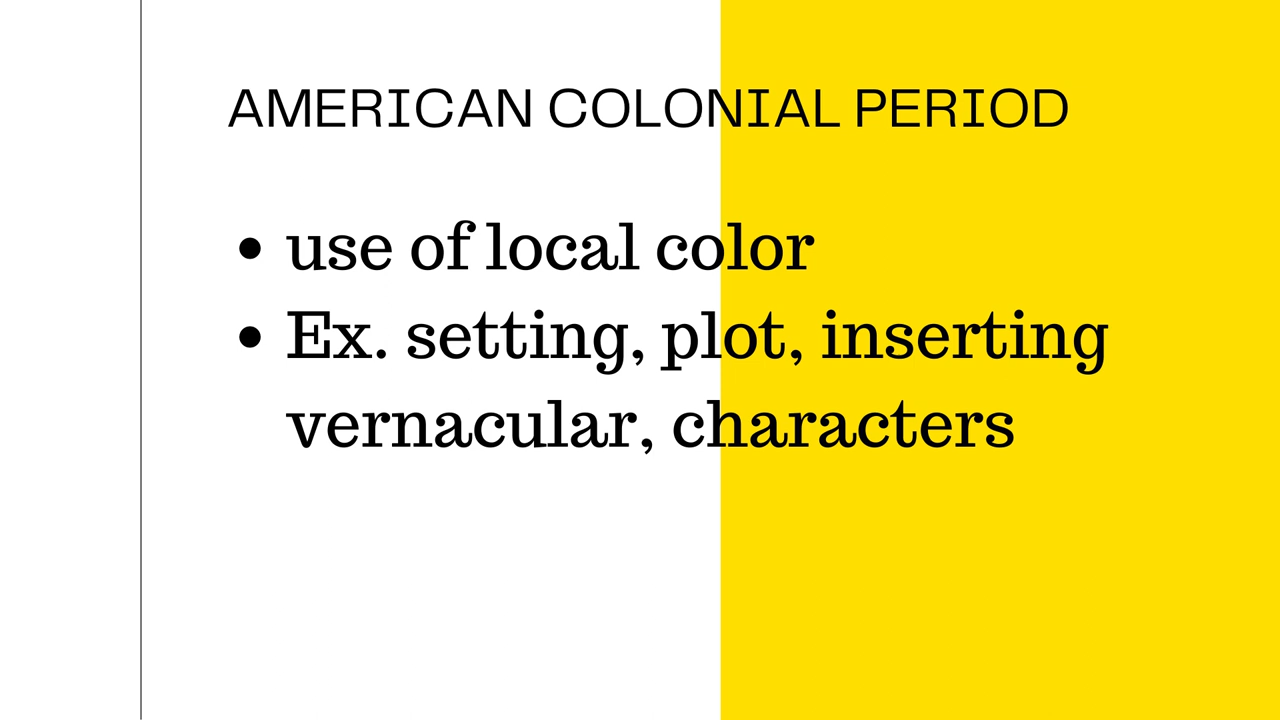 AMERICAN COLONIAL PERIOD
• use of local color
• Ex. setting, plot, inserting
vernacular, characters